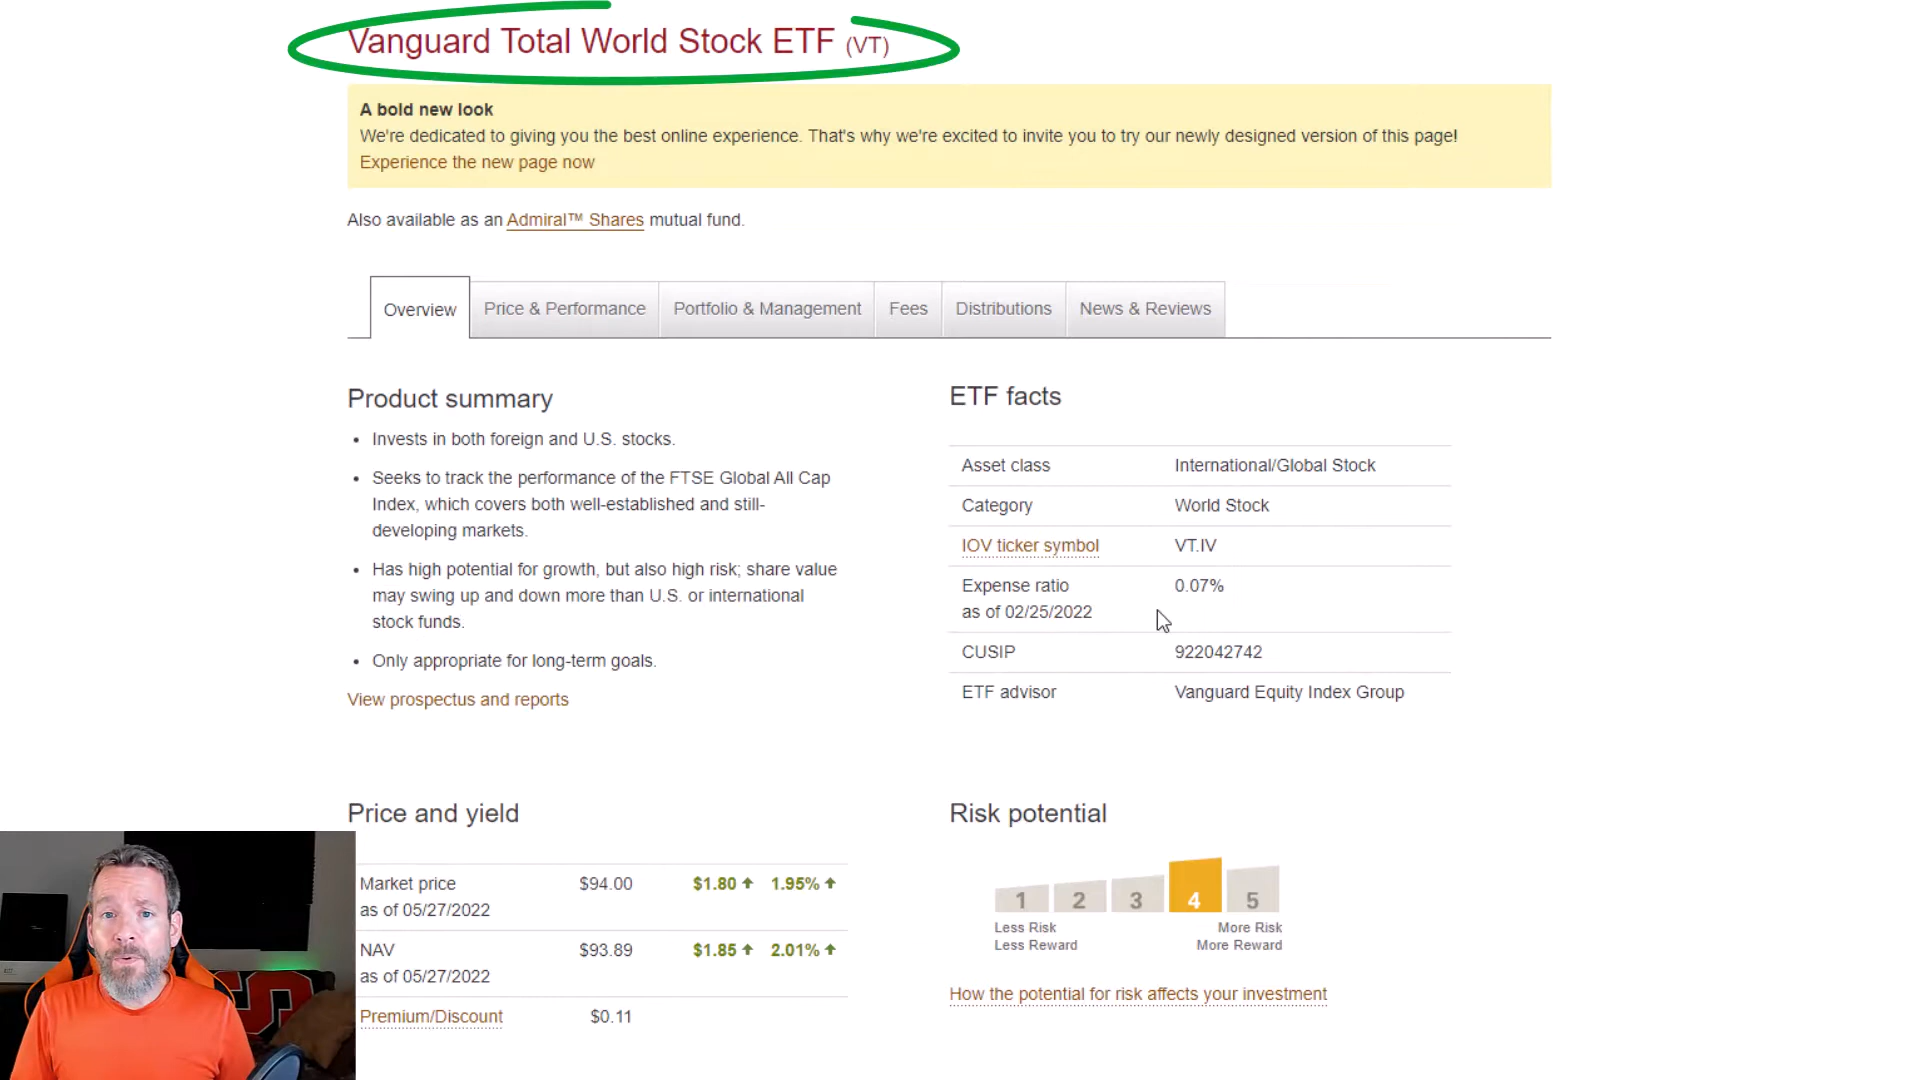 Vanguard Total World Stock ETF (VT)
A bold new look
We're dedicated to giving you the best online experience. That's why we're excited to invite you to try our newly designed version of this page!
Experience the new page now
Also available as an Admiral™ Shares mutual fund.
Overview
Price & Performance
Portfolio & Management
Fees
Distributions
News & Reviews
Product summary
• Invests in both foreign and U.S. stocks.
• Seeks to track the performance of the FTSE Global All Cap
Index, which covers both well-established and still-
developing markets.
• Has high potential for growth, but also high risk; share value
may swing up and down more than U.S. or international
stock funds.
• Only appropriate for long-term goals.
View prospectus and reports
ETF facts
Asset class International/Global Stock
Category World Stock
IOV ticker symbol VT.IV
Expense ratio 0.07%
as of 02/25/2022
CUSIP 922042742
ETF advisor Vanguard Equity Index Group
Price and yield
Market price $94.00 $1.80 1.95%
as of 05/27/2022
NAV $93.89 $1.85 2.01%
as of 05/27/2022
Premium/Discount $0.11
Risk potential
1 2 3 4 5
Less Risk More Risk
Less Reward More Reward
How the potential for risk affects your investment